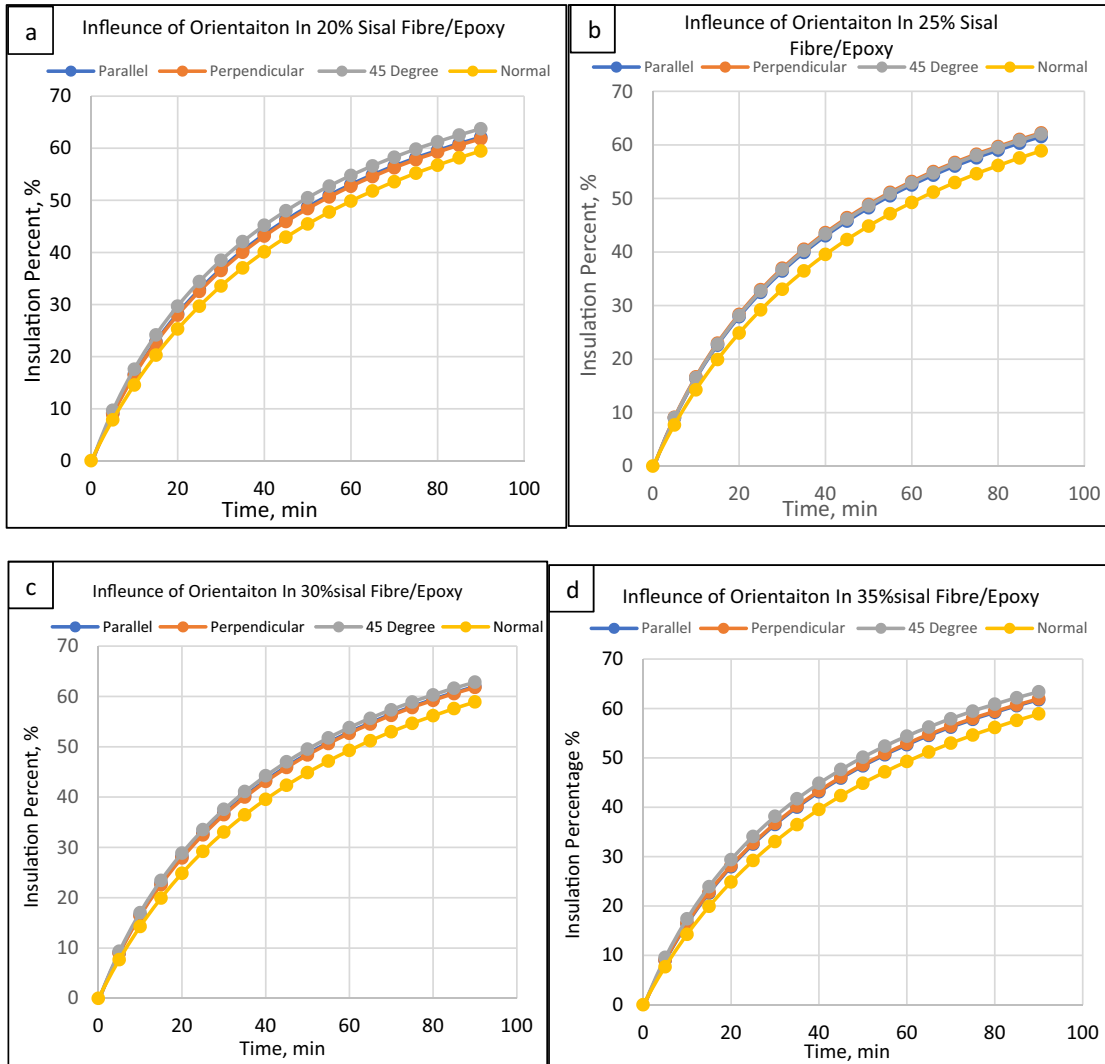 a
Infleunce of Orientaiton In 20% Sisal Fibre/Epoxy
Parallel Perpendicular 45 Degree Normal
Insulation Percent, %
70
60
50
40
30
20
10
0
0 20 40 60 80 100
Time, min
b
Infleunce of Orientaiton In 25% Sisal
Fibre/Epoxy
Parallel Perpendicular 45 Degree Normal
Insulation Percent, %
70
60
50
40
30
20
10
0
0 20 40 60 80 100
Time, min
c
Infleunce of Orientaiton In 30%sisal Fibre/Epoxy
Parallel Perpendicular 45 Degree Normal
Insulation Percent, %
70
60
50
40
30
20
10
0
0 20 40 60 80 100
Time, min
d
Infleunce of Orientaiton In 35%sisal Fibre/Epoxy
Parallel Perpendicular 45 Degree Normal
Insulation Percentage %
70
60
50
40
30
20
10
0
0 20 40 60 80 100
Time, min